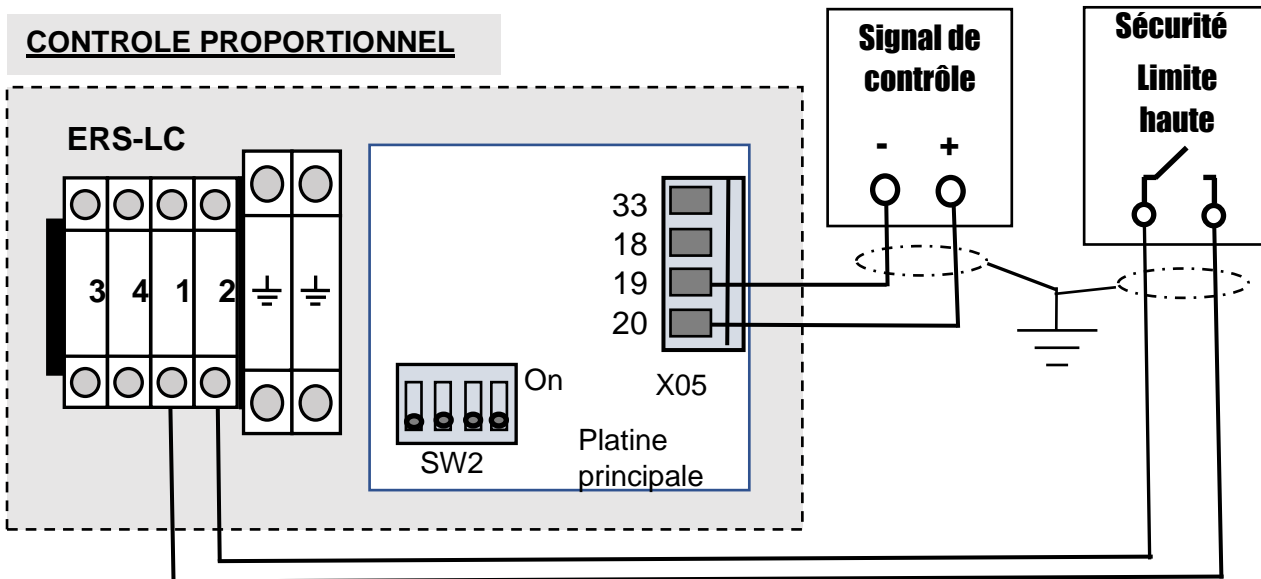 CONTROLE PROPORTIONNEL
Signal de
contrôle
- +
Sécurité
Limite
haute
ERS-LC
3 4 1 2
33
18
19
20
X05
On
SW2
Platine
principale